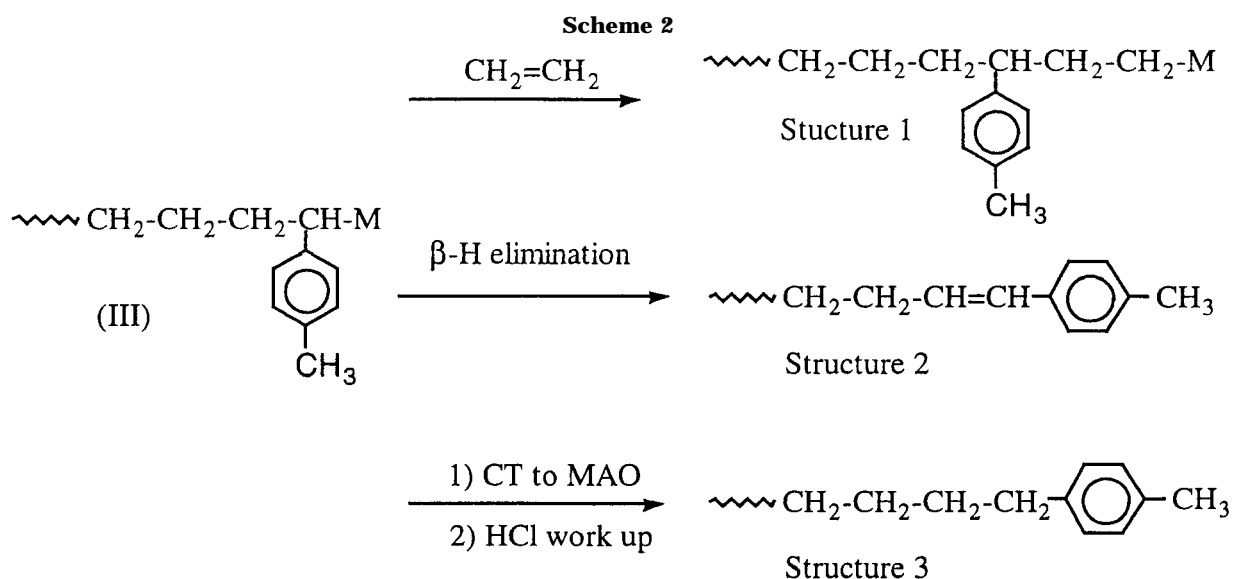 Scheme 2
CH₂=CH₂
CH₂-CH₂-CH₂-CH-CH₂-CH₂-M
Stucture 1
CH₃
CH₂-CH₂-CH₂-CH-M
(III)
CH₃
β-H elimination
CH₂-CH₂-CH=CH CH₃
Structure 2
1) CT to MAO
2) HCl work up
CH₂-CH₂-CH₂-CH₂ CH₃
Structure 3